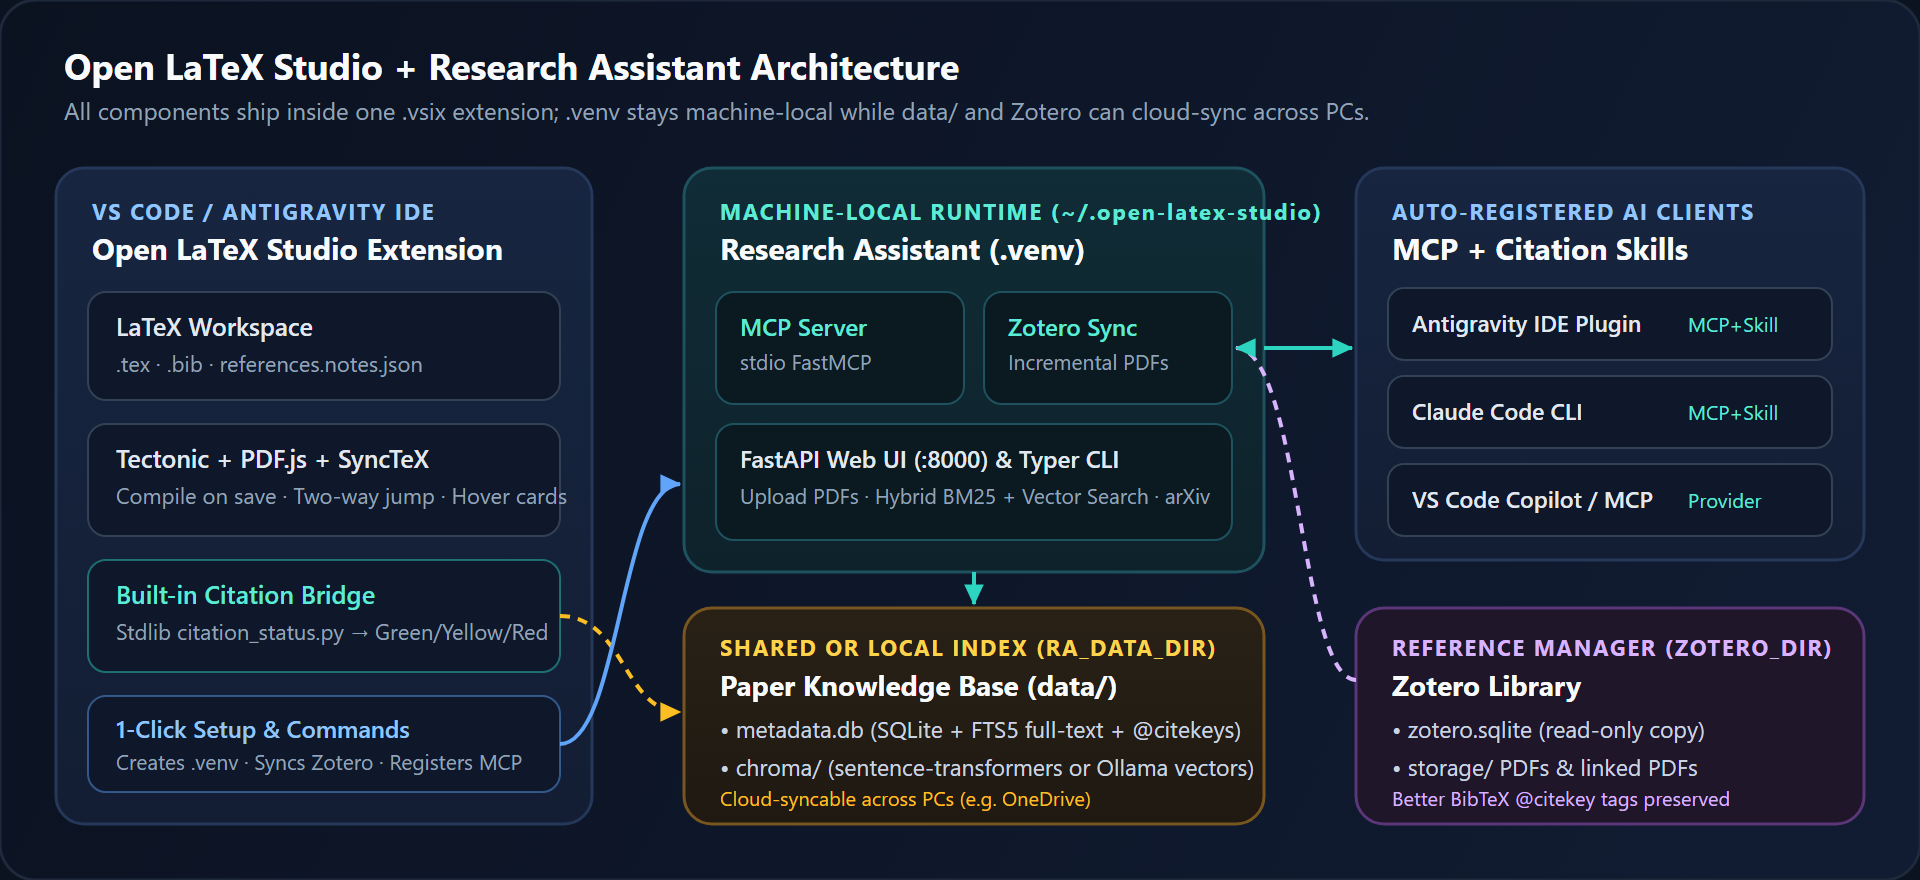 Open LaTeX Studio + Research Assistant Architecture
All components ship inside one .vsix extension; .venv stays machine-local while data/ and Zotero can cloud-sync across PCs.
VS CODE / ANTIGRAVITY IDE
Open LaTeX Studio Extension
LaTeX Workspace
.tex · .bib · references.notes.json
Tectonic + PDF.js + SyncTeX
Compile on save · Two-way jump · Hover cards
Built-in Citation Bridge
Stdlib citation_status.py → Green/Yellow/Red
1-Click Setup & Commands
Creates .venv · Syncs Zotero · Registers MCP
MACHINE-LOCAL RUNTIME (~/.open-latex-studio)
Research Assistant (.venv)
MCP Server
stdio FastMCP
Zotero Sync
Incremental PDFs
FastAPI Web UI (:8000) & Typer CLI
Upload PDFs · Hybrid BM25 + Vector Search · arXiv
SHARED OR LOCAL INDEX (RA_DATA_DIR)
Paper Knowledge Base (data/)
• metadata.db (SQLite + FTS5 full-text + @citekeys)
• chroma/ (sentence-transformers or Ollama vectors)
Cloud-syncable across PCs (e.g. OneDrive)
AUTO-REGISTERED AI CLIENTS
MCP + Citation Skills
Antigravity IDE Plugin MCP+Skill
Claude Code CLI MCP+Skill
VS Code Copilot / MCP Provider
REFERENCE MANAGER (ZOTERO_DIR)
Zotero Library
• zotero.sqlite (read-only copy)
• storage/ PDFs & linked PDFs
Better BibTeX @citekey tags preserved